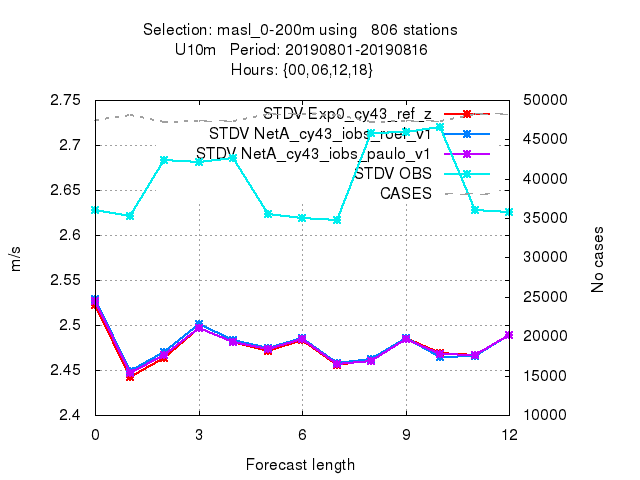 Selection: masl_0-200m using   806 stations
U10m   Period: 20190801-20190816
Hours: {00,06,12,18}
2.75
2.7
2.65
2.6
2.55
2.5
2.45
2.4
m/s
STDV Exp0_cy43_ref_z
STDV NetA_cy43_iobs_roel_v1
STDV NetA_cy43_iobs_paulo_v1
STDV OBS
CASES
50000
45000
40000
35000
30000
25000
20000
15000
10000
No cases
0 3 6 9 12
Forecast length